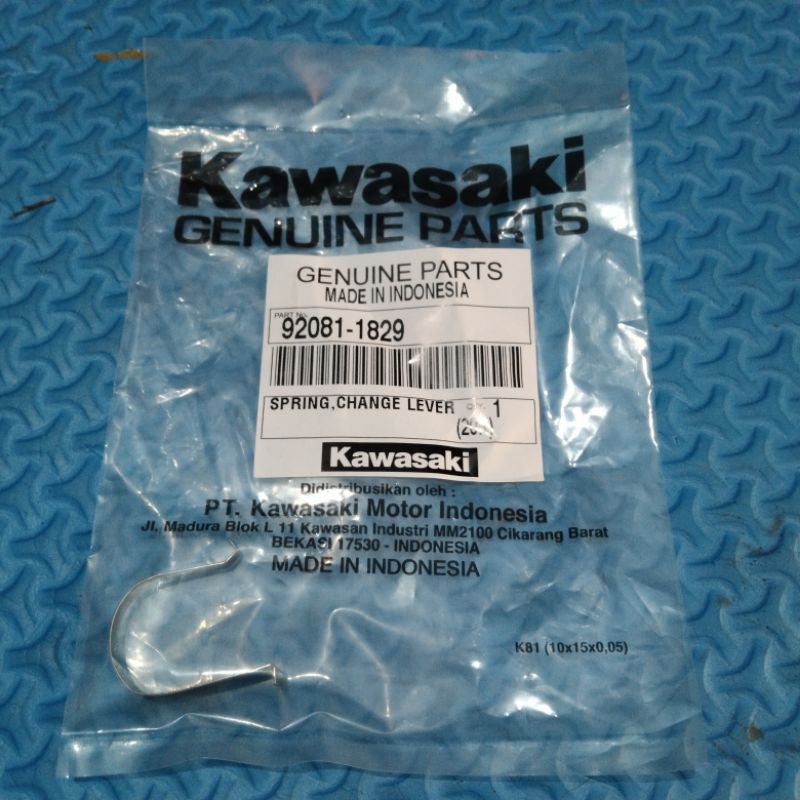 Kawasaki
GENUINE PARTS
GENUINE PARTS
MADE IN INDONESIA
PART No.
92081-1829
SPRING,CHANGE LEVER QTY. 1
Kawasaki
Didistribusikan oleh :
PT. Kawasaki Motor Indonesia
Jl. Madura Blok L 11 Kawasan Industri MM2100 Cikarang Barat
BEKASI 17530 - INDONESIA
MADE IN INDONESIA
K81 (10x15x0,05)